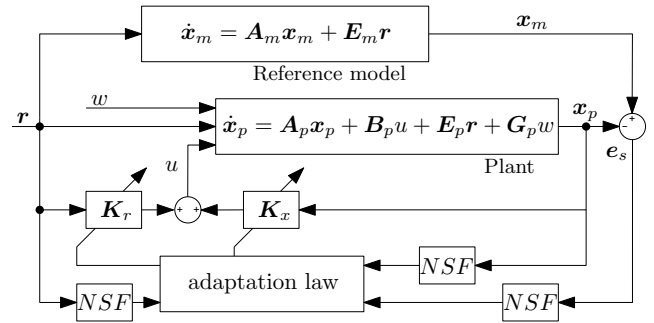 ẋₘ = Aₘxₘ + Eₘr
xₘ
Reference model
w
r
ẋₚ = Aₚxₚ + Bₚu + Eₚr + Gₚw
xₚ
+
-
eₛ
u
Plant
Kᵣ
+
+
Kₓ
NSF
adaptation law
NSF
NSF